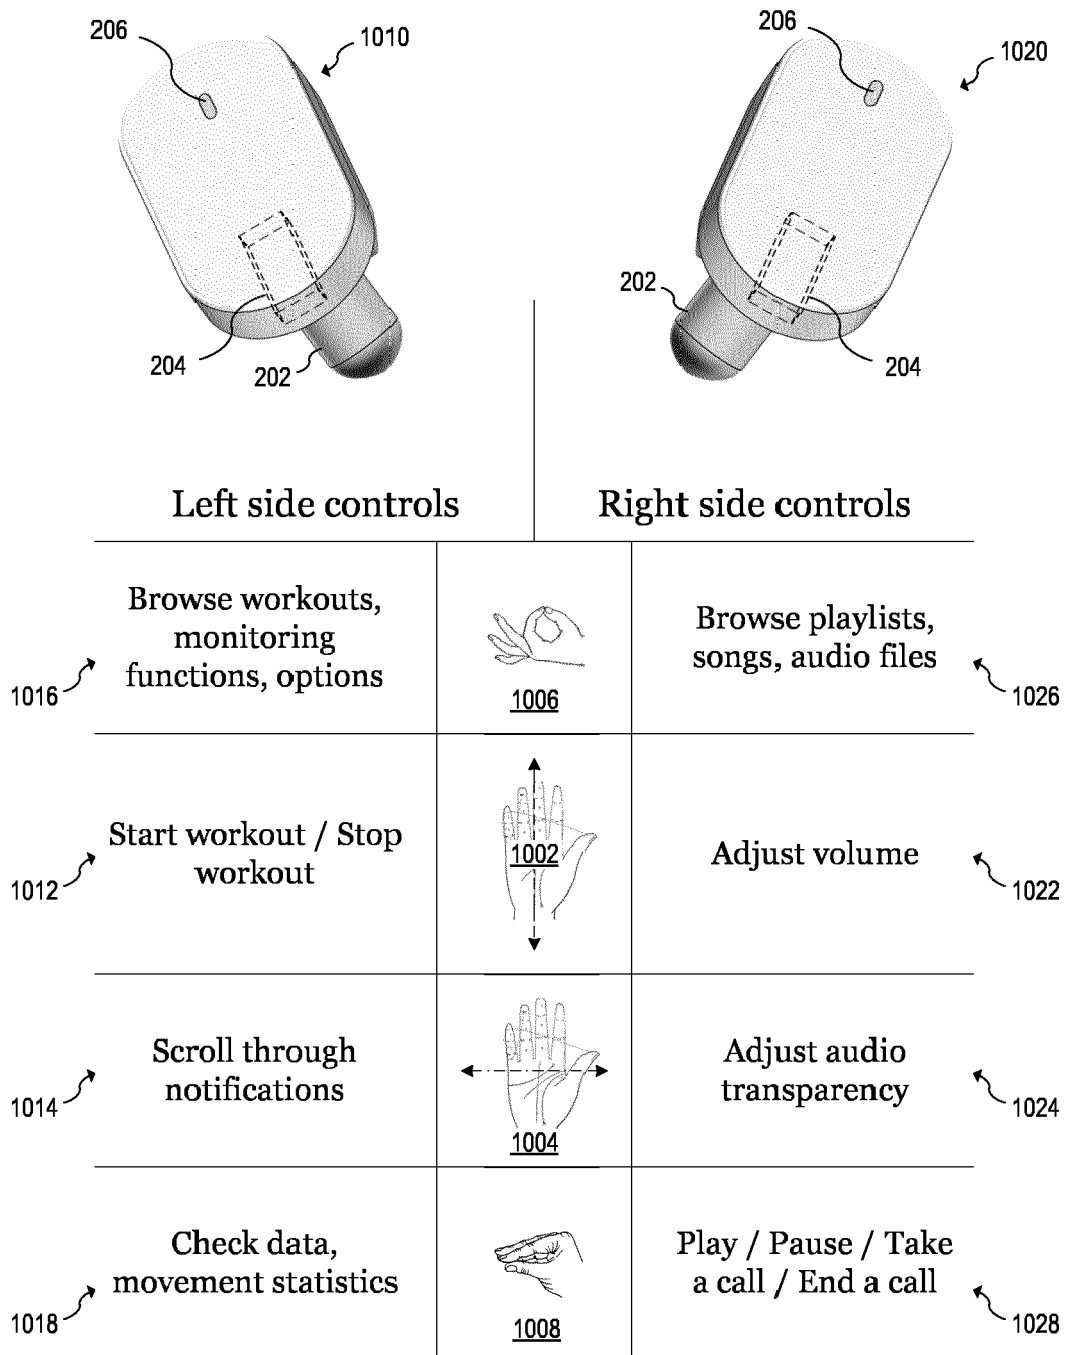 206
1010
206
1020
202
204
202
204
Left side controls
Right side controls
Browse workouts,
monitoring
functions, options
1016
1006
Browse playlists,
songs, audio files
1026
Start workout / Stop
workout
1012
1002
Adjust volume
1022
Scroll through
notifications
1014
1004
Adjust audio
transparency
1024
Check data,
movement statistics
1018
1008
Play / Pause / Take
a call / End a call
1028